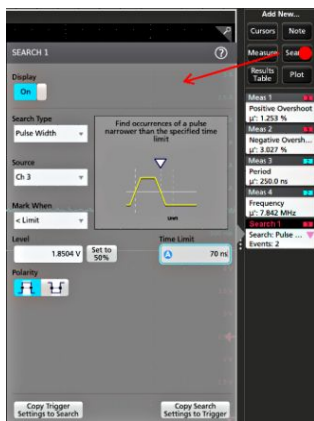 SEARCH 1
Display
On
Search Type
Pulse Width
Source
Ch 3
Mark When
< Limit
Find occurrences of a pulse
narrower than the specified time
limit
Limit
Level
1.8504 V
Set to
50%
Time Limit
70 ns
Polarity
Copy Trigger
Settings to Search
Copy Search
Settings to Trigger
Add New...
Cursors
Note
Measure
Results
Table
Plot
Meas 1
Positive Overshoot
µ': 1.253 %
Meas 2
Negative Oversh...
µ': 3.027 %
Meas 3
Period
µ': 250.0 ns
Meas 4
Frequency
µ': 7.842 MHz
Search 1
Search: Pulse ...
Events: 2